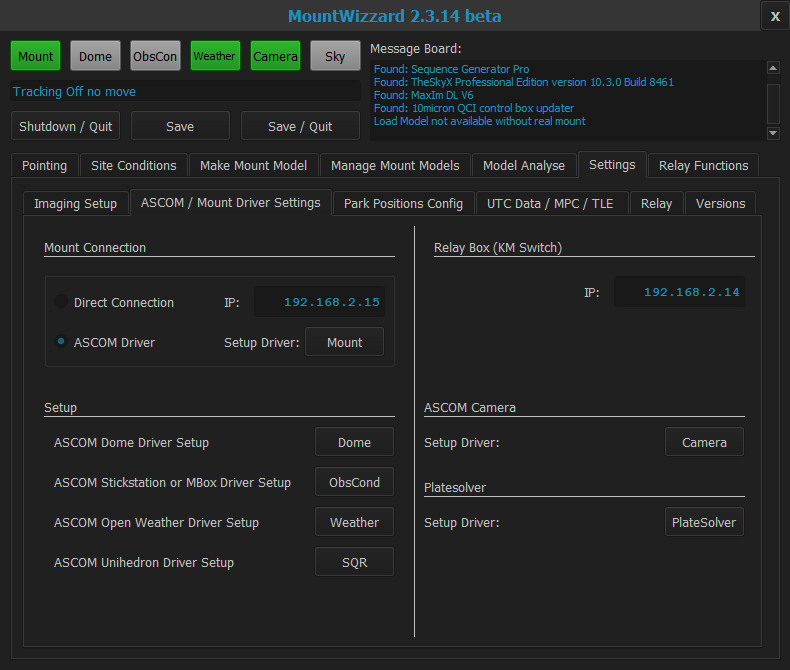 MountWizzard 2.3.14 beta
X
Mount Dome ObsCon Weather Camera Sky
Message Board:
Found: Sequence Generator Pro
Found: TheSkyX Professional Edition version 10.3.0 Build 8461
Found: MaxIm DL V6
Found: 10micron QCI control box updater
Load Model not available without real mount
Tracking Off no move
Shutdown / Quit Save Save / Quit
Pointing Site Conditions Make Mount Model Manage Mount Models Model Analyse Settings Relay Functions
Imaging Setup ASCOM / Mount Driver Settings Park Positions Config UTC Data / MPC / TLE Relay Versions
Mount Connection
Direct Connection IP: 192.168.2.15
ASCOM Driver Setup Driver: Mount
Setup
ASCOM Dome Driver Setup Dome
ASCOM Stickstation or MBox Driver Setup ObsCond
ASCOM Open Weather Driver Setup Weather
ASCOM Unihedron Driver Setup SQR
Relay Box (KM Switch)
IP: 192.168.2.14
ASCOM Camera
Setup Driver: Camera
Platesolver
Setup Driver: PlateSolver